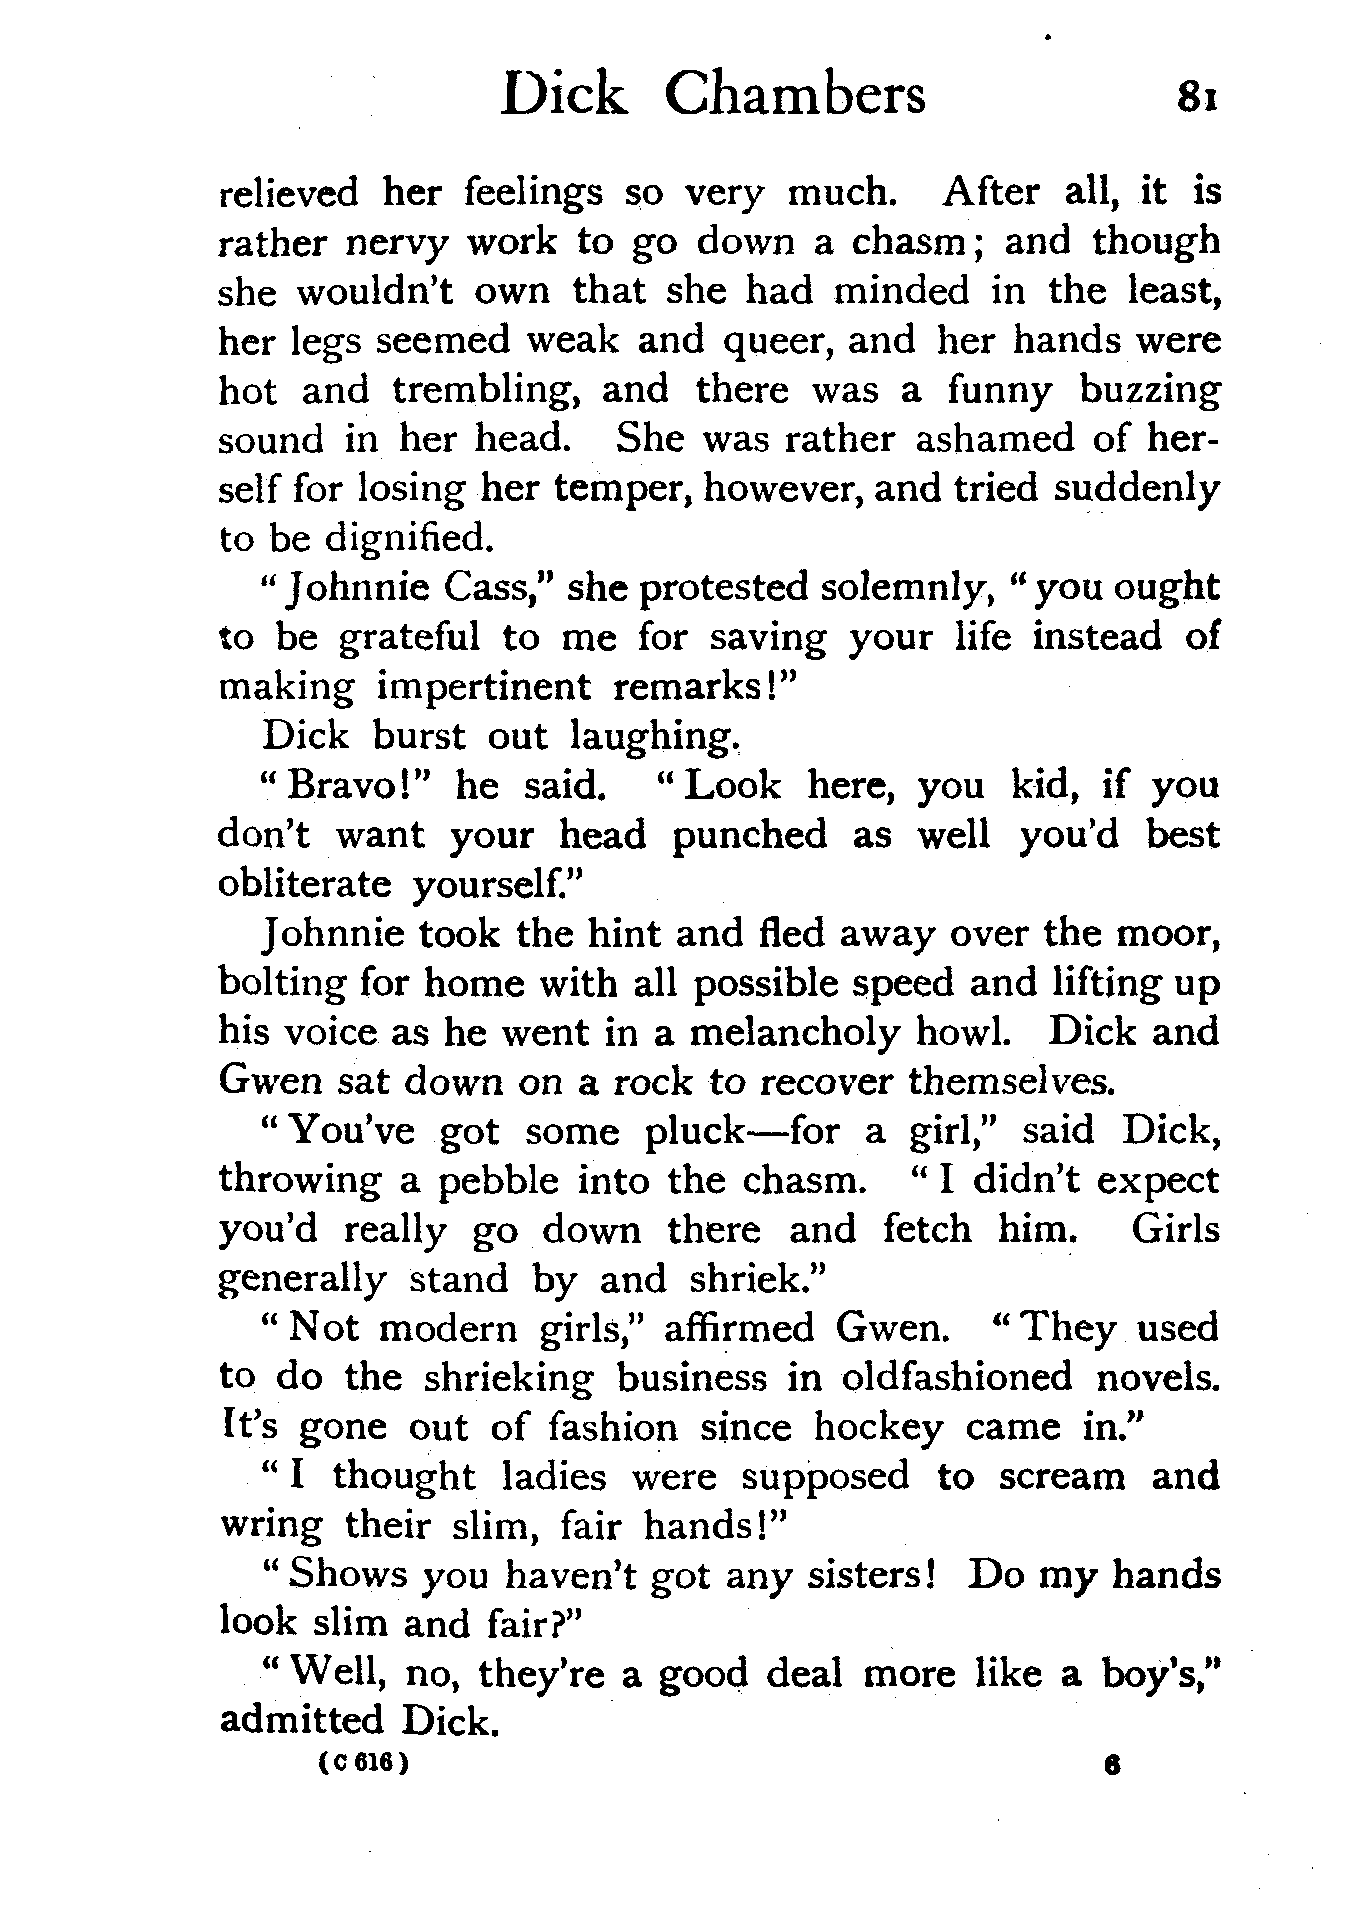 Dick Chambers 81
relieved her feelings so very much. After all, it is
rather nervy work to go down a chasm; and though
she wouldn't own that she had minded in the least,
her legs seemed weak and queer, and her hands were
hot and trembling, and there was a funny buzzing
sound in her head. She was rather ashamed of her-
self for losing her temper, however, and tried suddenly
to be dignified.
"Johnnie Cass," she protested solemnly, "you ought
to be grateful to me for saving your life instead of
making impertinent remarks!"
Dick burst out laughing.
"Bravo!" he said. "Look here, you kid, if you
don't want your head punched as well you'd best
obliterate yourself."
Johnnie took the hint and fled away over the moor,
bolting for home with all possible speed and lifting up
his voice as he went in a melancholy howl. Dick and
Gwen sat down on a rock to recover themselves.
"You've got some pluck—for a girl," said Dick,
throwing a pebble into the chasm. "I didn't expect
you'd really go down there and fetch him. Girls
generally stand by and shriek."
"Not modern girls," affirmed Gwen. "They used
to do the shrieking business in oldfashioned novels.
It's gone out of fashion since hockey came in."
"I thought ladies were supposed to scream and
wring their slim, fair hands!"
"Shows you haven't got any sisters! Do my hands
look slim and fair?"
"Well, no, they're a good deal more like a boy's,"
admitted Dick.
(C 616) 6